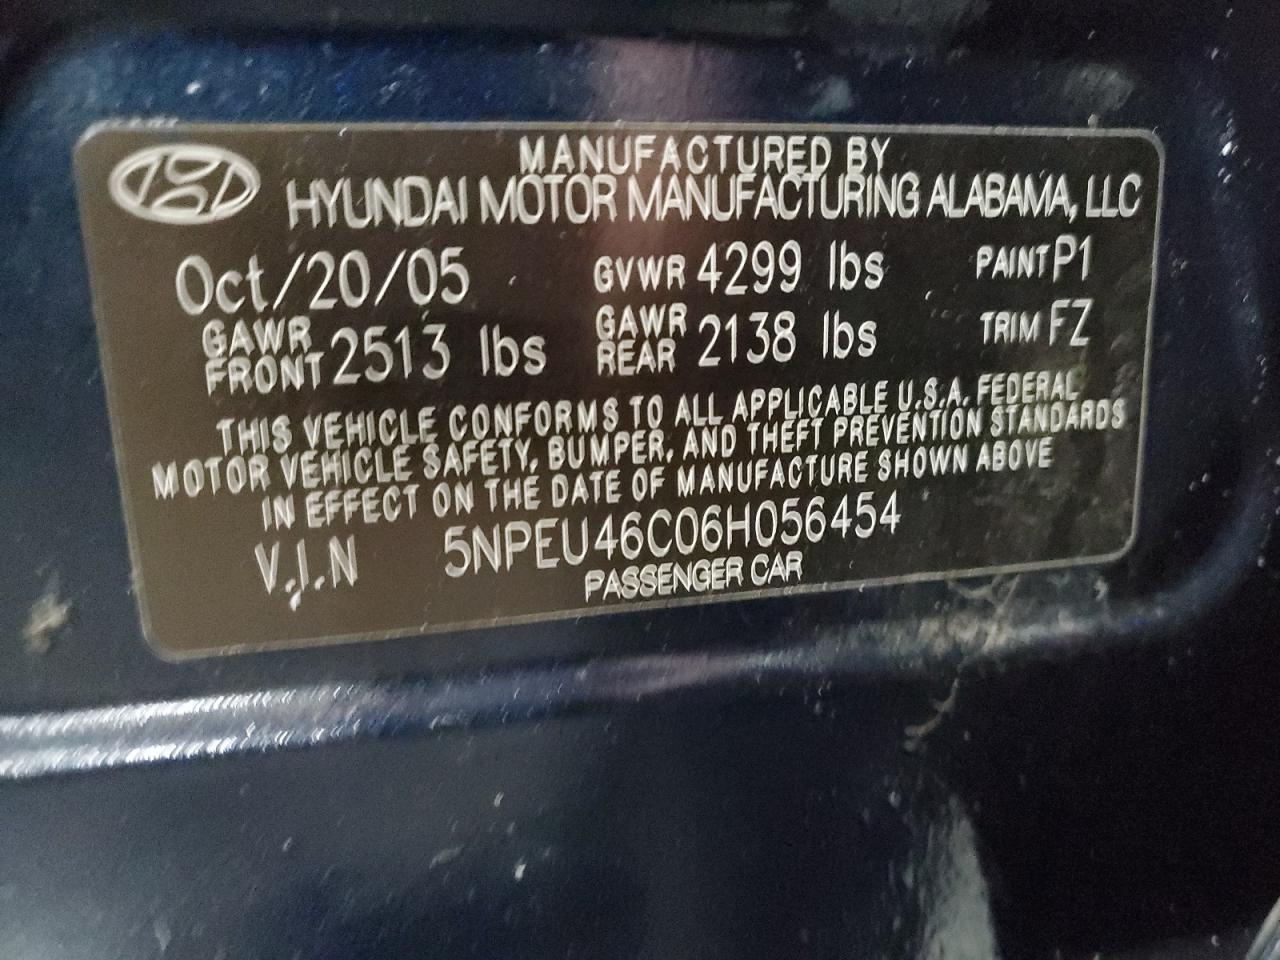 MANUFACTURED BY
HYUNDAI MOTOR MANUFACTURING ALABAMA, LLC
Oct/20/05 GVWR 4299 lbs PAINT P1
GAWR FRONT 2513 lbs GAWR REAR 2138 lbs TRIM FZ
THIS VEHICLE CONFORMS TO ALL APPLICABLE U.S.A. FEDERAL
MOTOR VEHICLE SAFETY, BUMPER, AND THEFT PREVENTION STANDARDS
IN EFFECT ON THE DATE OF MANUFACTURE SHOWN ABOVE
V.I.N 5NPEU46C06H056454
PASSENGER CAR